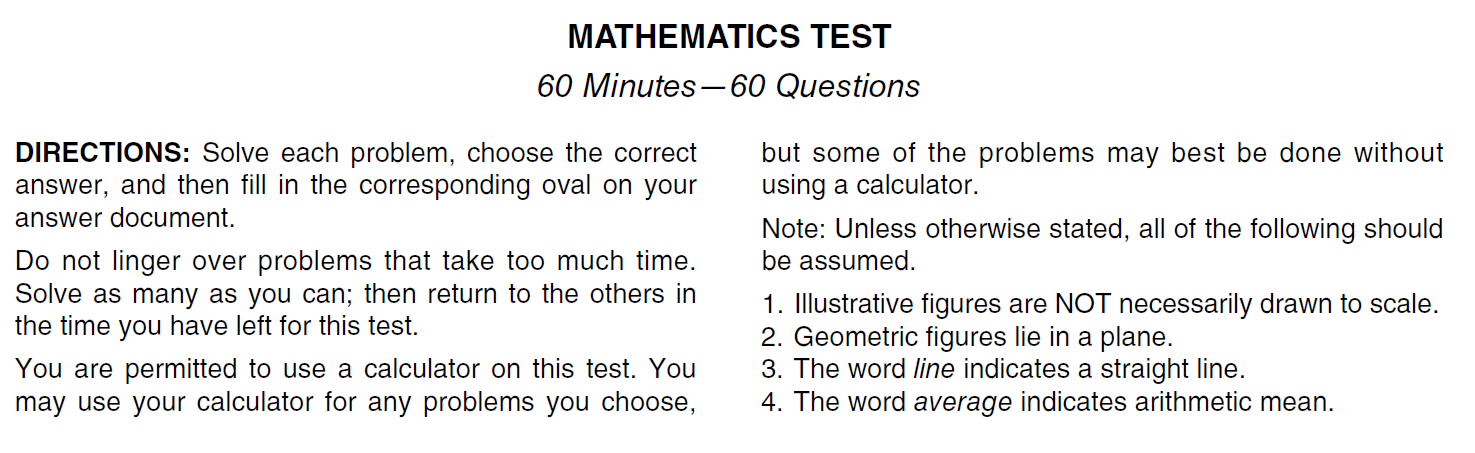 MATHEMATICS TEST
60 Minutes—60 Questions
DIRECTIONS: Solve each problem, choose the correct
answer, and then fill in the corresponding oval on your
answer document.
Do not linger over problems that take too much time.
Solve as many as you can; then return to the others in
the time you have left for this test.
You are permitted to use a calculator on this test. You
may use your calculator for any problems you choose,
but some of the problems may best be done without
using a calculator.
Note: Unless otherwise stated, all of the following should
be assumed.
1. Illustrative figures are NOT necessarily drawn to scale.
2. Geometric figures lie in a plane.
3. The word line indicates a straight line.
4. The word average indicates arithmetic mean.